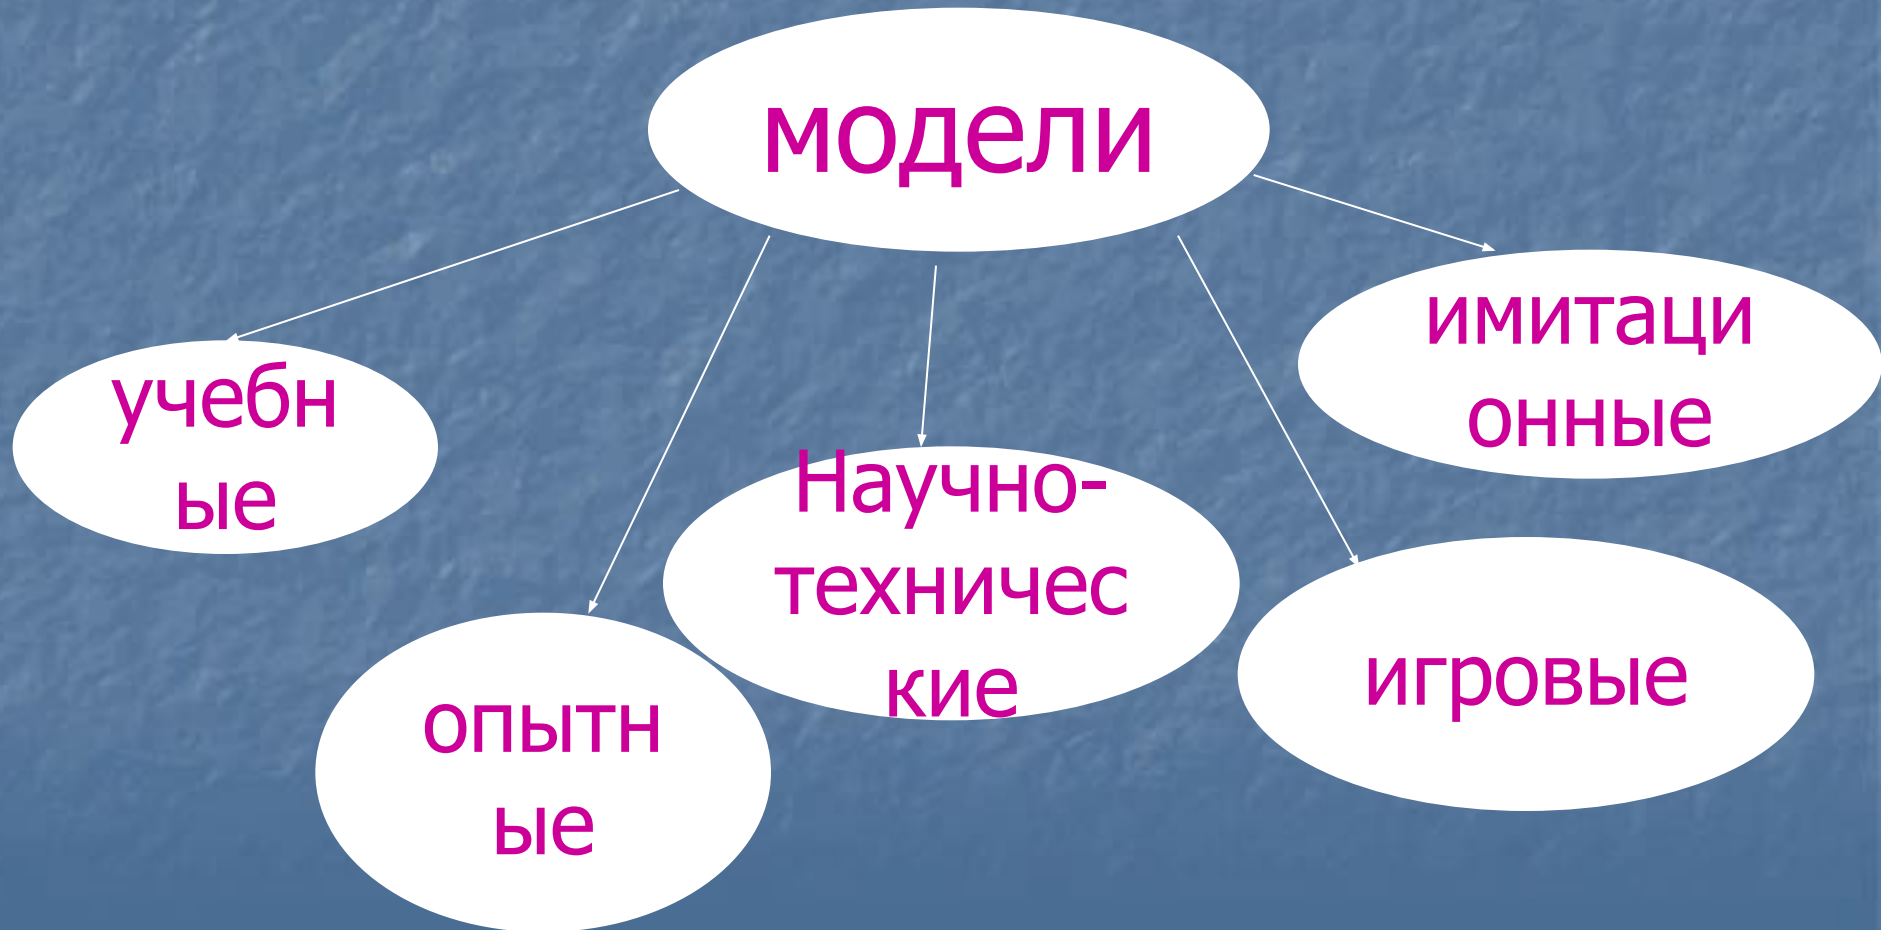 модели
учебн
ые
опытн
ые
Научно-
техничес
кие
игровые
имитаци
онные